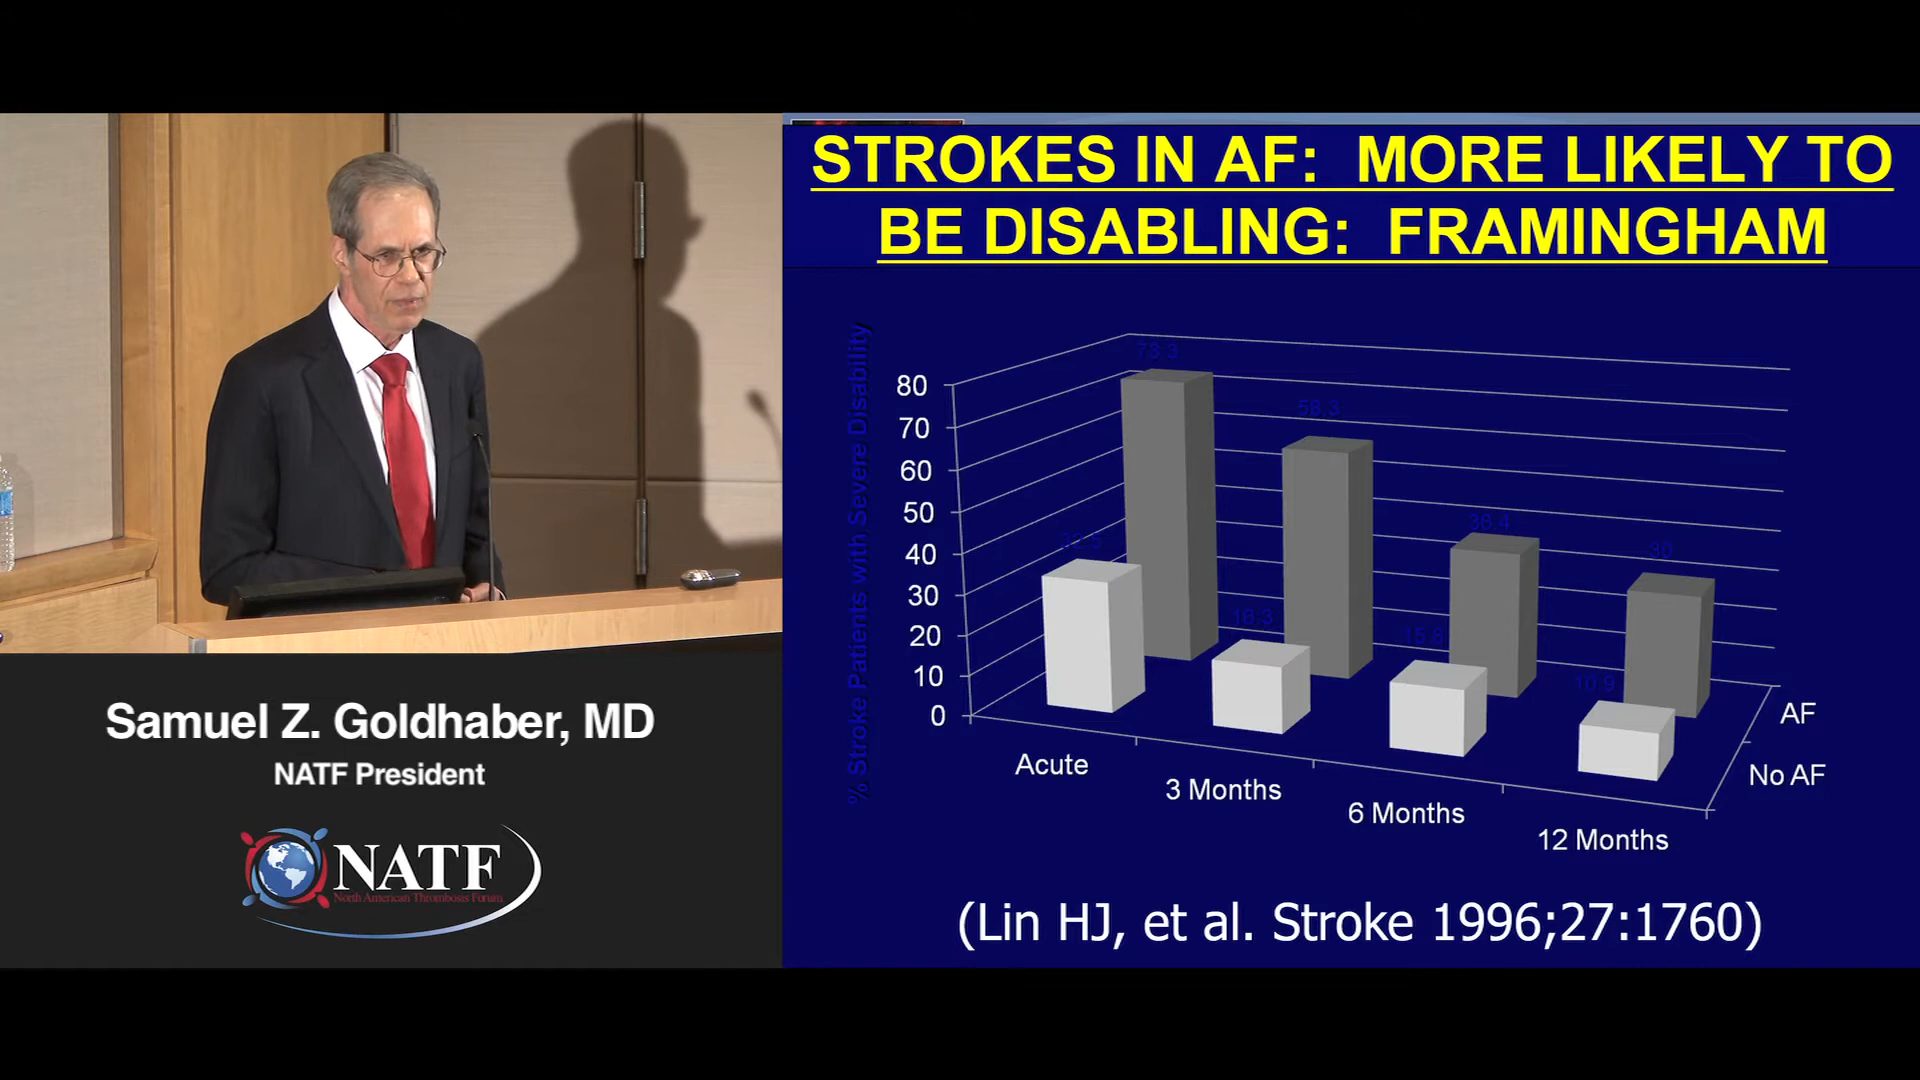 STROKES IN AF: MORE LIKELY TO
BE DISABLING: FRAMINGHAM
% Stroke Patients with Severe Disability
80
70
60
50
40
30
20
10
0
73.3
58.3
36.4
30
16.3
15.8
10.9
Acute
3 Months
6 Months
12 Months
AF
No AF
(Lin HJ, et al. Stroke 1996;27:1760)
Samuel Z. Goldhaber, MD
NATF President
NATF
North American Thrombosis Forum